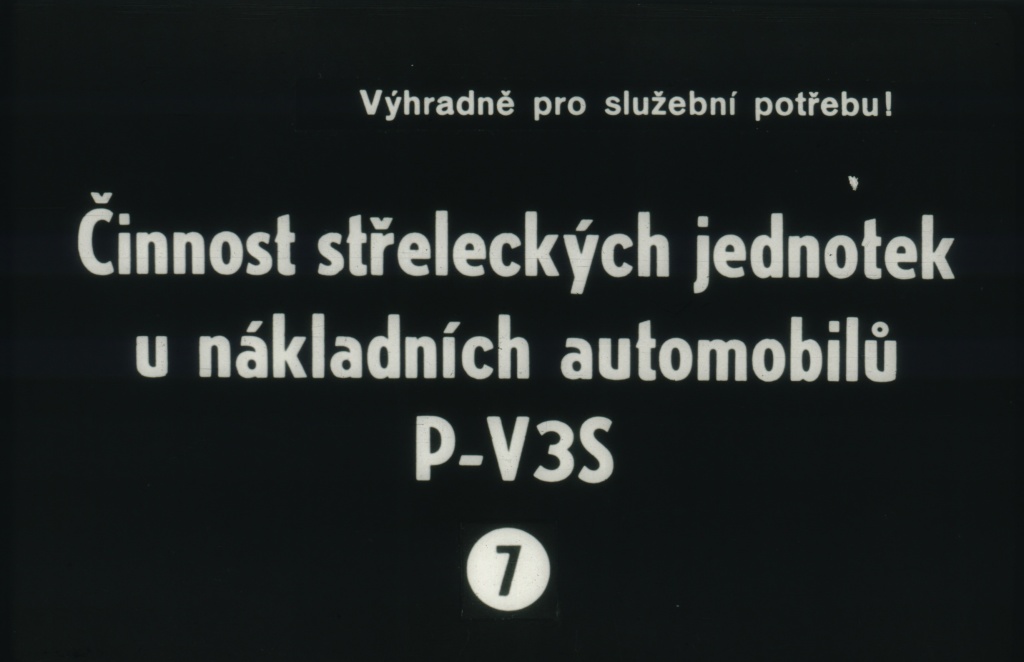 Výhradně pro služební potřebu!
Činnost střeleckých jednotek
u nákladních automobilů
P-V3S
7